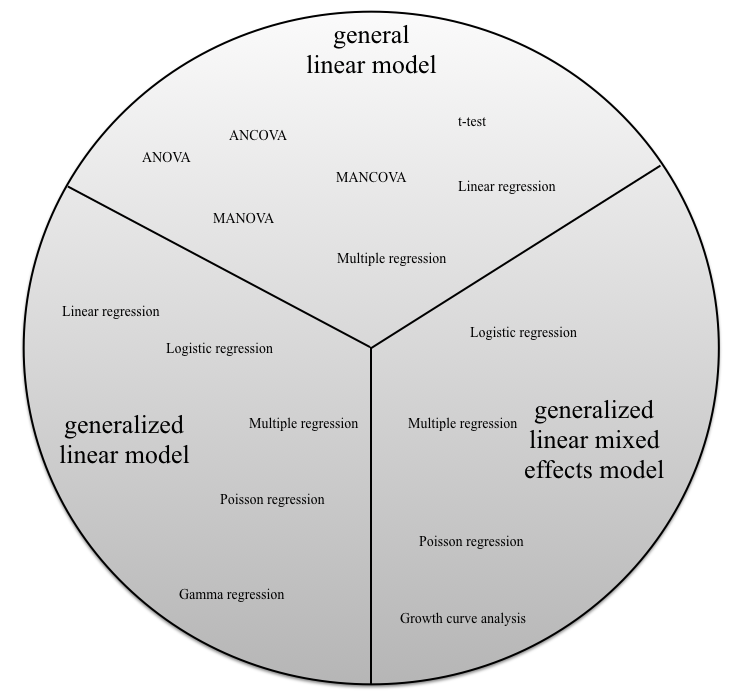 general
linear model
t-test
ANCOVA
ANOVA
MANCOVA
Linear regression
MANOVA
Multiple regression
Linear regression
Logistic regression
generalized
linear model
Multiple regression
Poisson regression
Gamma regression
Logistic regression
Multiple regression
generalized
linear mixed
effects model
Poisson regression
Growth curve analysis